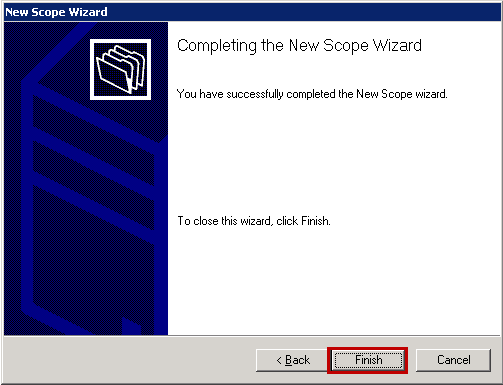 New Scope Wizard
Completing the New Scope Wizard
You have successfully completed the New Scope wizard.
To close this wizard, click Finish.
< Back
Finish
Cancel